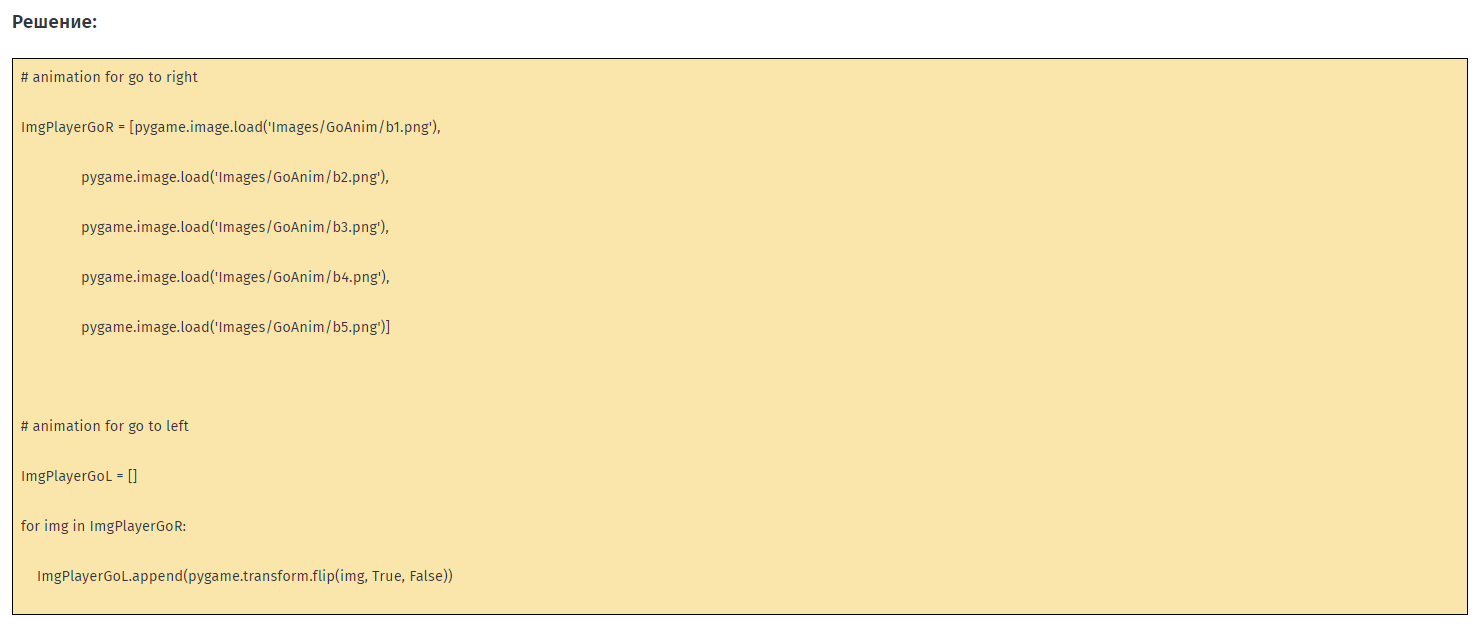 Решение:
# animation for go to right
ImgPlayerGoR = [pygame.image.load('Images/GoAnim/b1.png'),
pygame.image.load('Images/GoAnim/b2.png'),
pygame.image.load('Images/GoAnim/b3.png'),
pygame.image.load('Images/GoAnim/b4.png'),
pygame.image.load('Images/GoAnim/b5.png')]
# animation for go to left
ImgPlayerGoL = []
for img in ImgPlayerGoR:
ImgPlayerGoL.append(pygame.transform.flip(img, True, False))